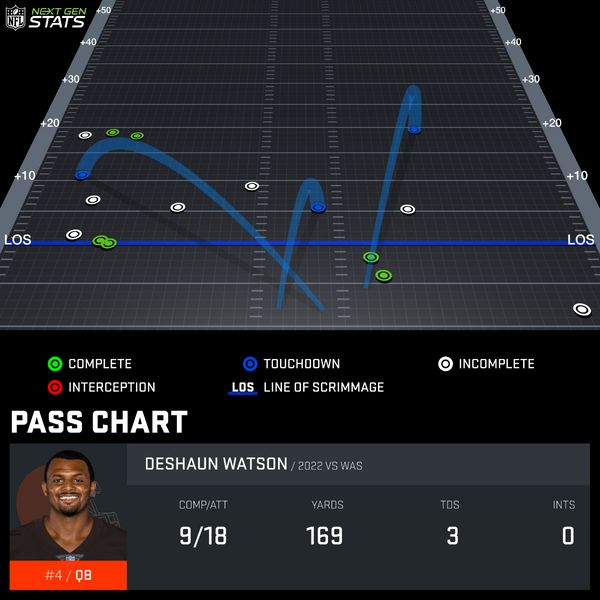 NFL NEXT GEN STATS
+50 +50
+40 +40
+30 +30
+20 +20
+10 +10
LOS LOS
COMPLETE TOUCHDOWN INCOMPLETE
INTERCEPTION LOS LINE OF SCRIMMAGE
PASS CHART
DESHAUN WATSON / 2022 VS WAS
COMP/ATT YARDS TDS INTS
9/18 169 3 0
#4 / QB